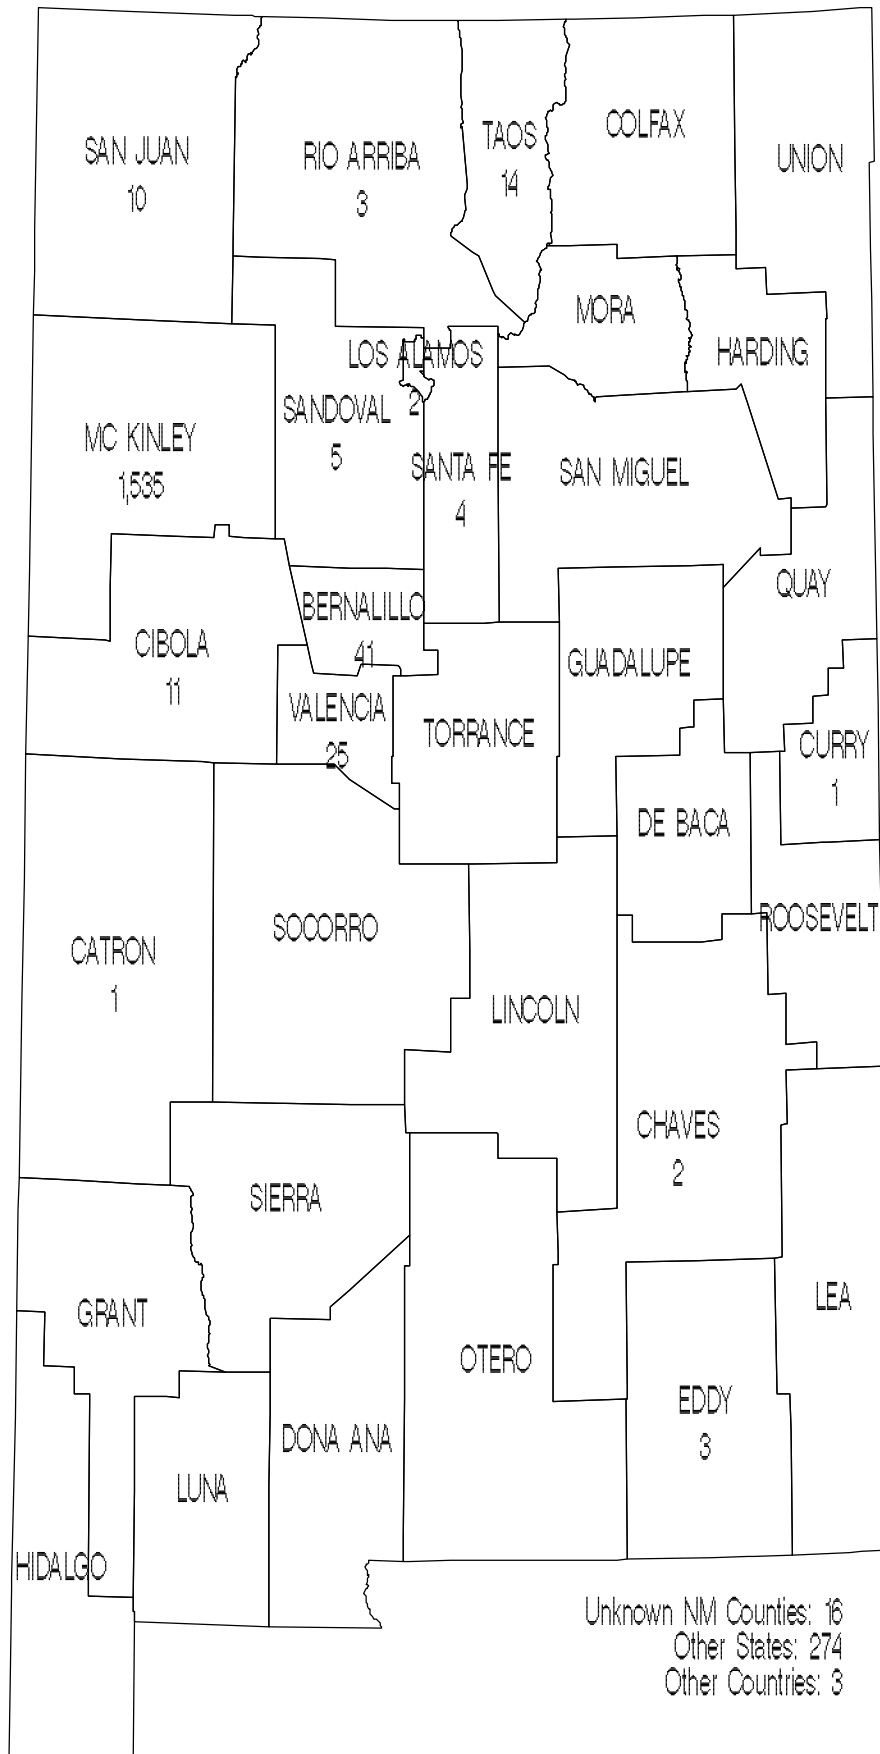 SAN JUAN
10
RIO ARRIBA
3
TAOS
14
COLFAX
UNION
MORA
HARDING
LOS ALAMOS
2
SANDOVAL
5
MC KINLEY
1,535
SANTA FE
4
SAN MIGUEL
QUAY
BERNALILLO
41
CIBOLA
11
GUADALUPE
VALENCIA
25
TORRANCE
CURRY
1
DE BACA
ROOSEVELT
SOCORRO
CATRON
1
LINCOLN
CHAVES
2
SIERRA
LEA
GRANT
OTERO
EDDY
3
DONA ANA
LUNA
HIDALGO
Unknown NM Counties: 16
Other States: 274
Other Countries: 3